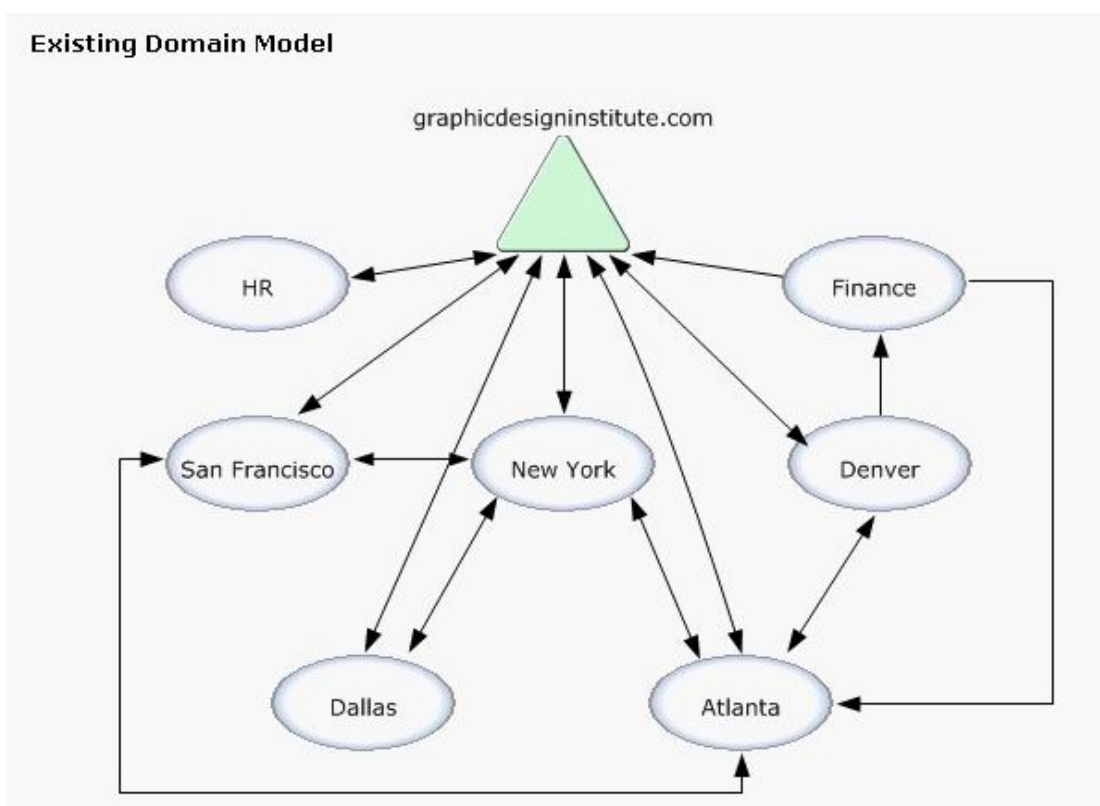 Existing Domain Model
graphicdesigninstitute.com
HR
Finance
San Francisco
New York
Denver
Dallas
Atlanta